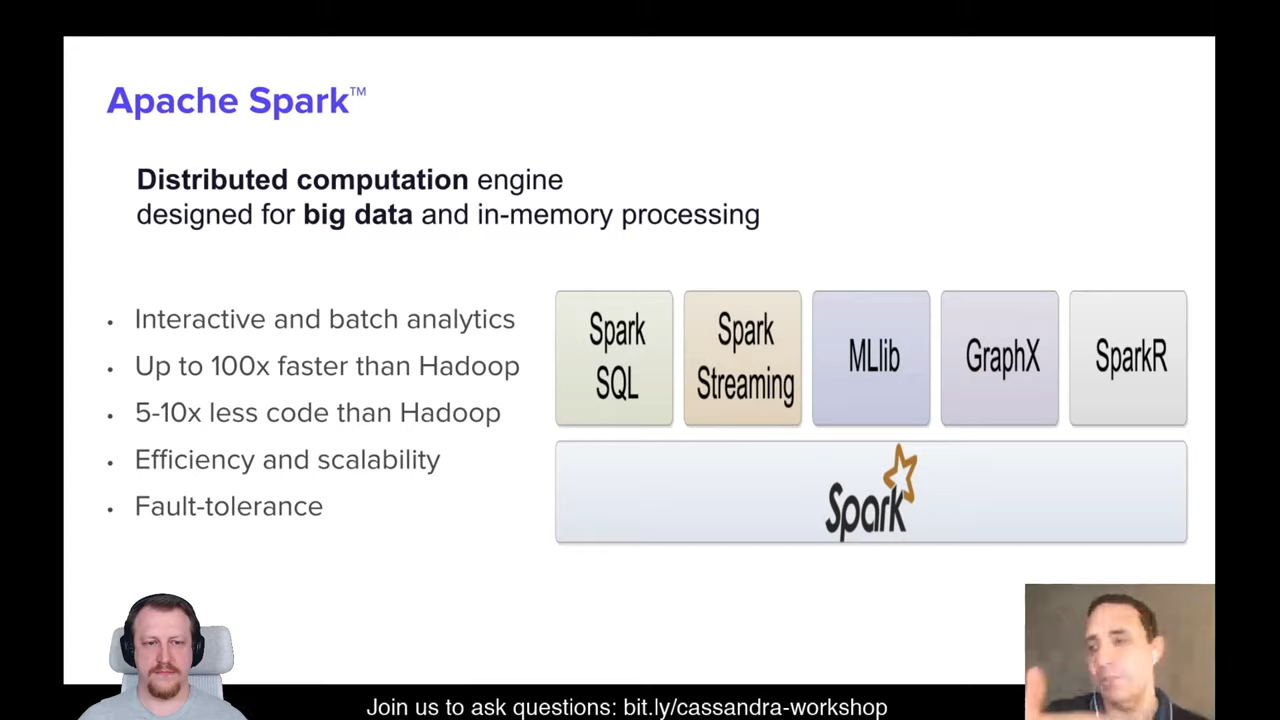 Apache Spark™
Distributed computation engine
designed for big data and in-memory processing
• Interactive and batch analytics
• Up to 100x faster than Hadoop
• 5-10x less code than Hadoop
• Efficiency and scalability
• Fault-tolerance
Spark
SQL
Spark
Streaming
MLlib
GraphX
SparkR
Spark
Join us to ask questions: bit.ly/cassandra-workshop